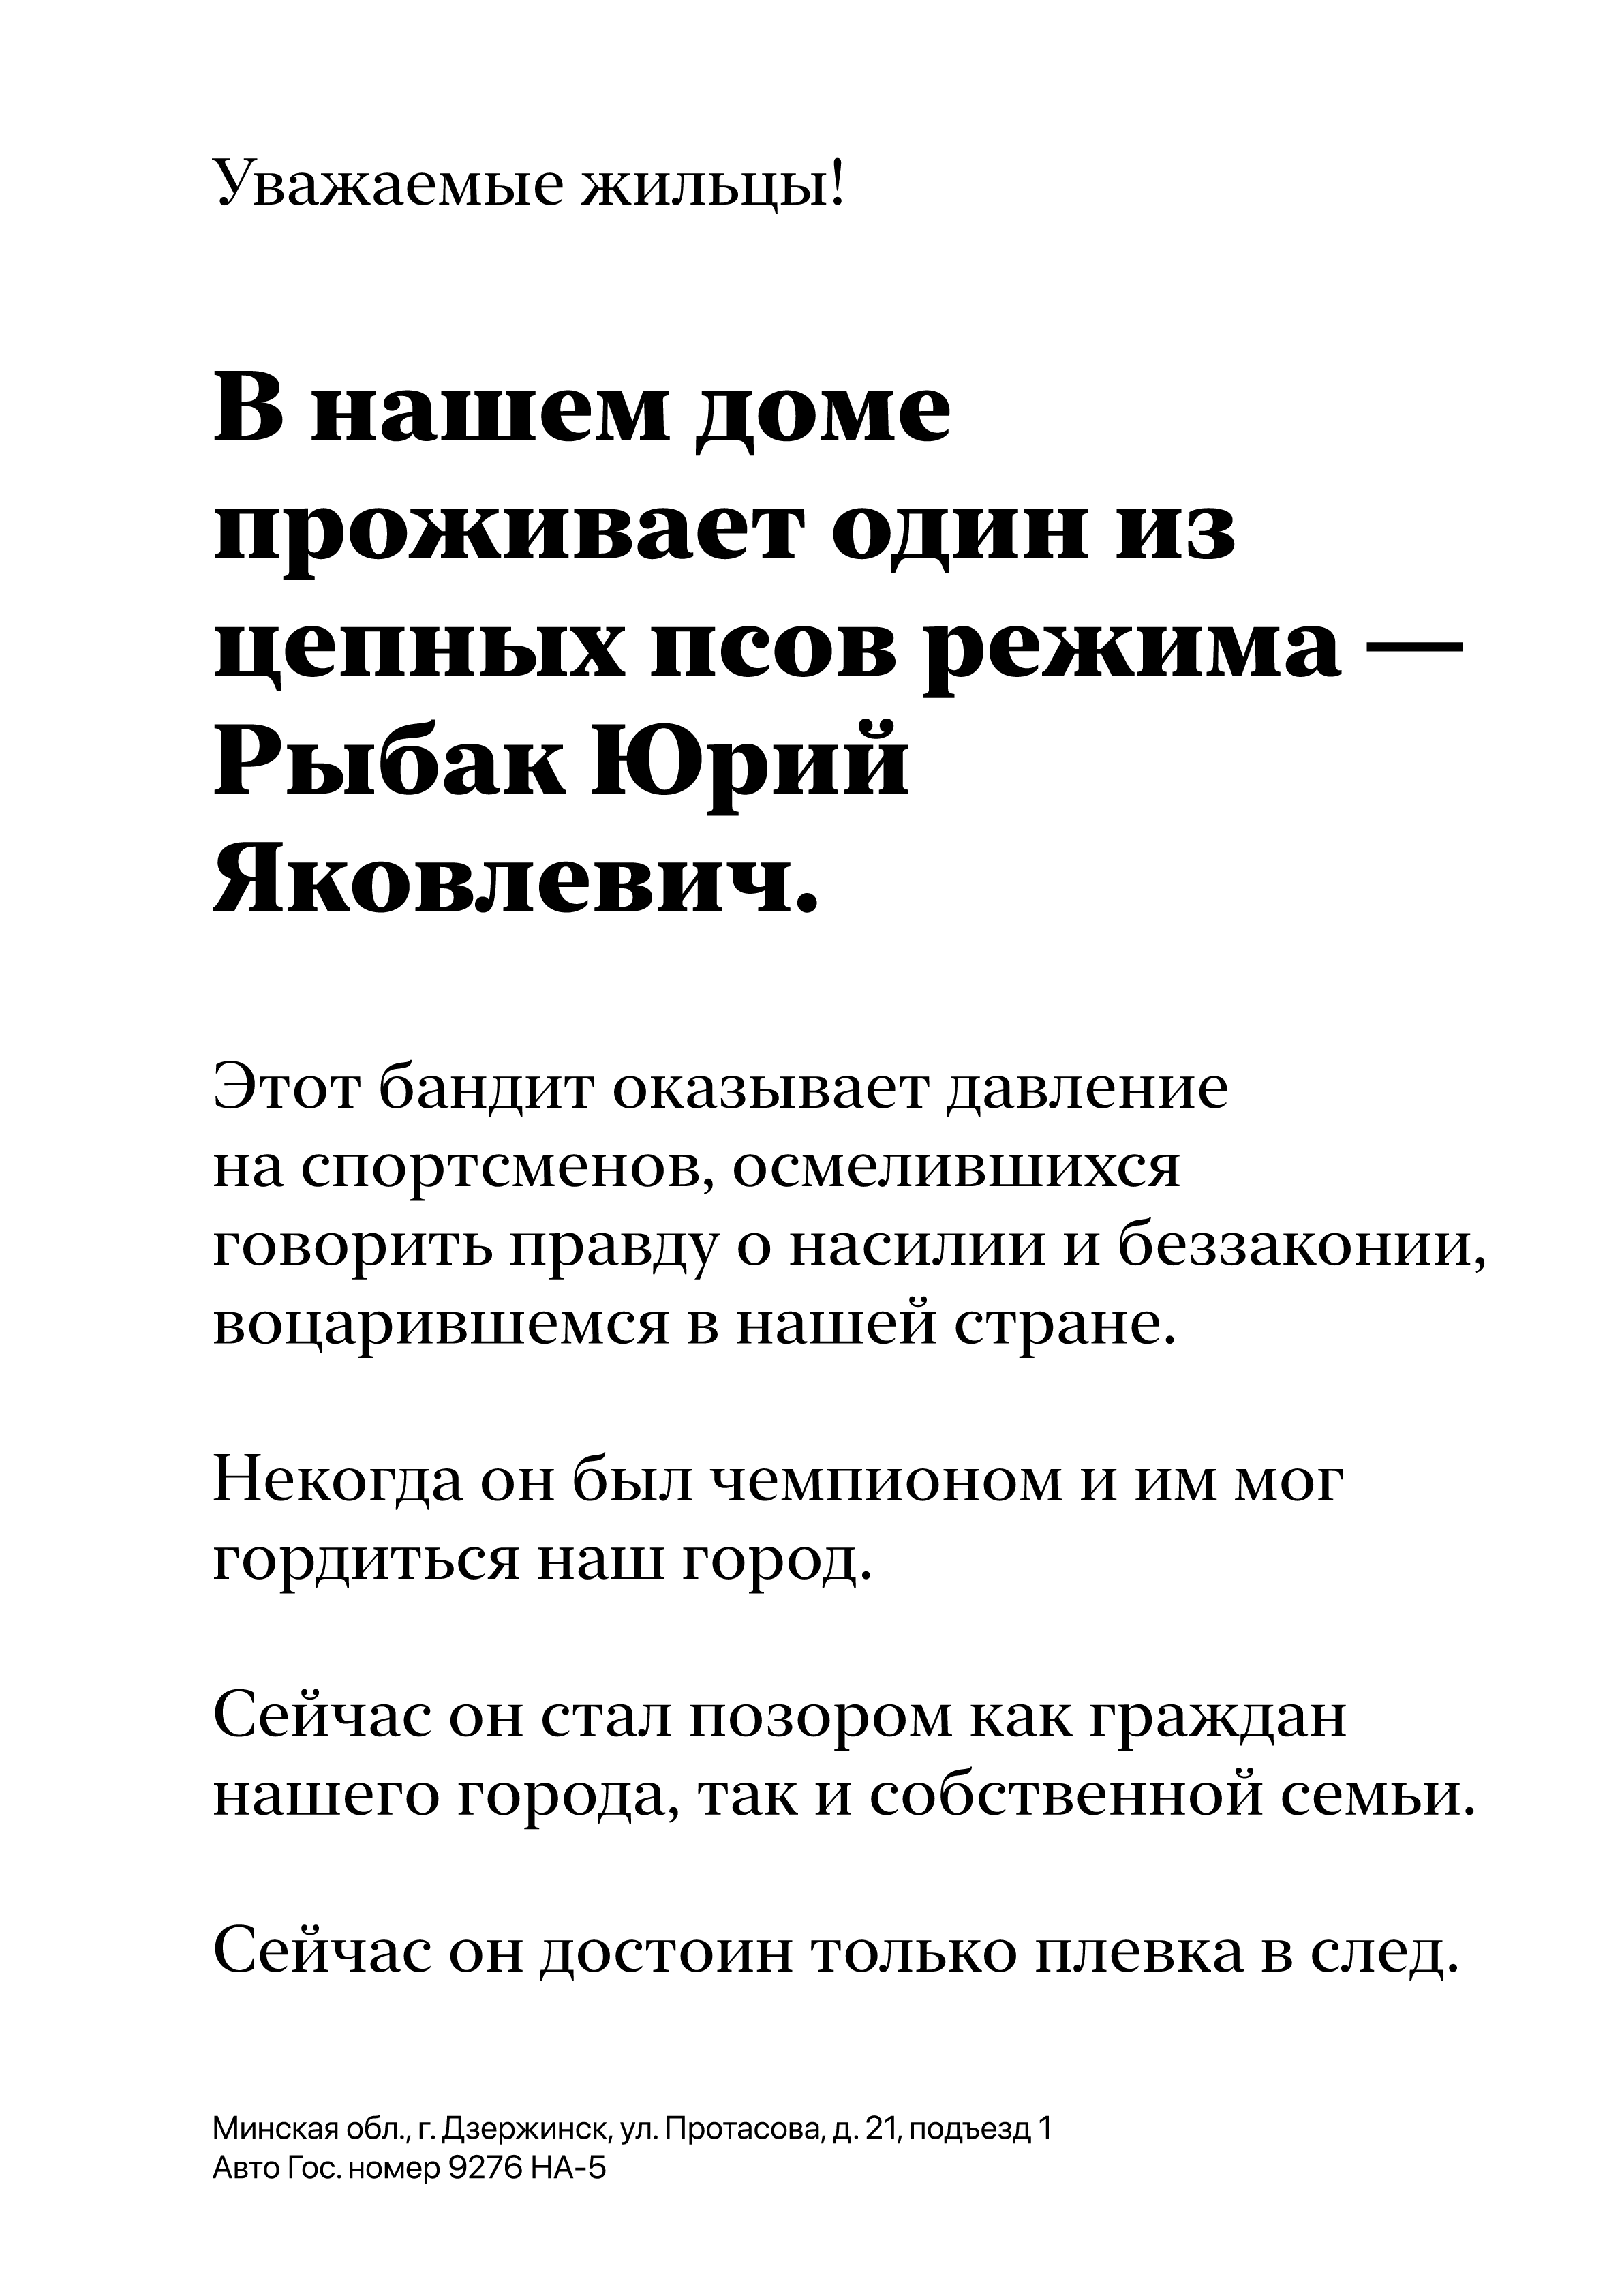 Уважаемые жильцы!
В нашем доме
проживает один из
цепных псов режима —
Рыбак Юрий
Яковлевич.
Этот бандит оказывает давление
на спортсменов, осмелившихся
говорить правду о насилии и беззаконии,
воцарившемся в нашей стране.
Некогда он был чемпионом и им мог
гордиться наш город.
Сейчас он стал позором как граждан
нашего города, так и собственной семьи.
Сейчас он достоин только плевка в след.
Минская обл., г. Дзержинск, ул. Протасова, д. 21, подъезд 1
Авто Гос. номер 9276 НА-5